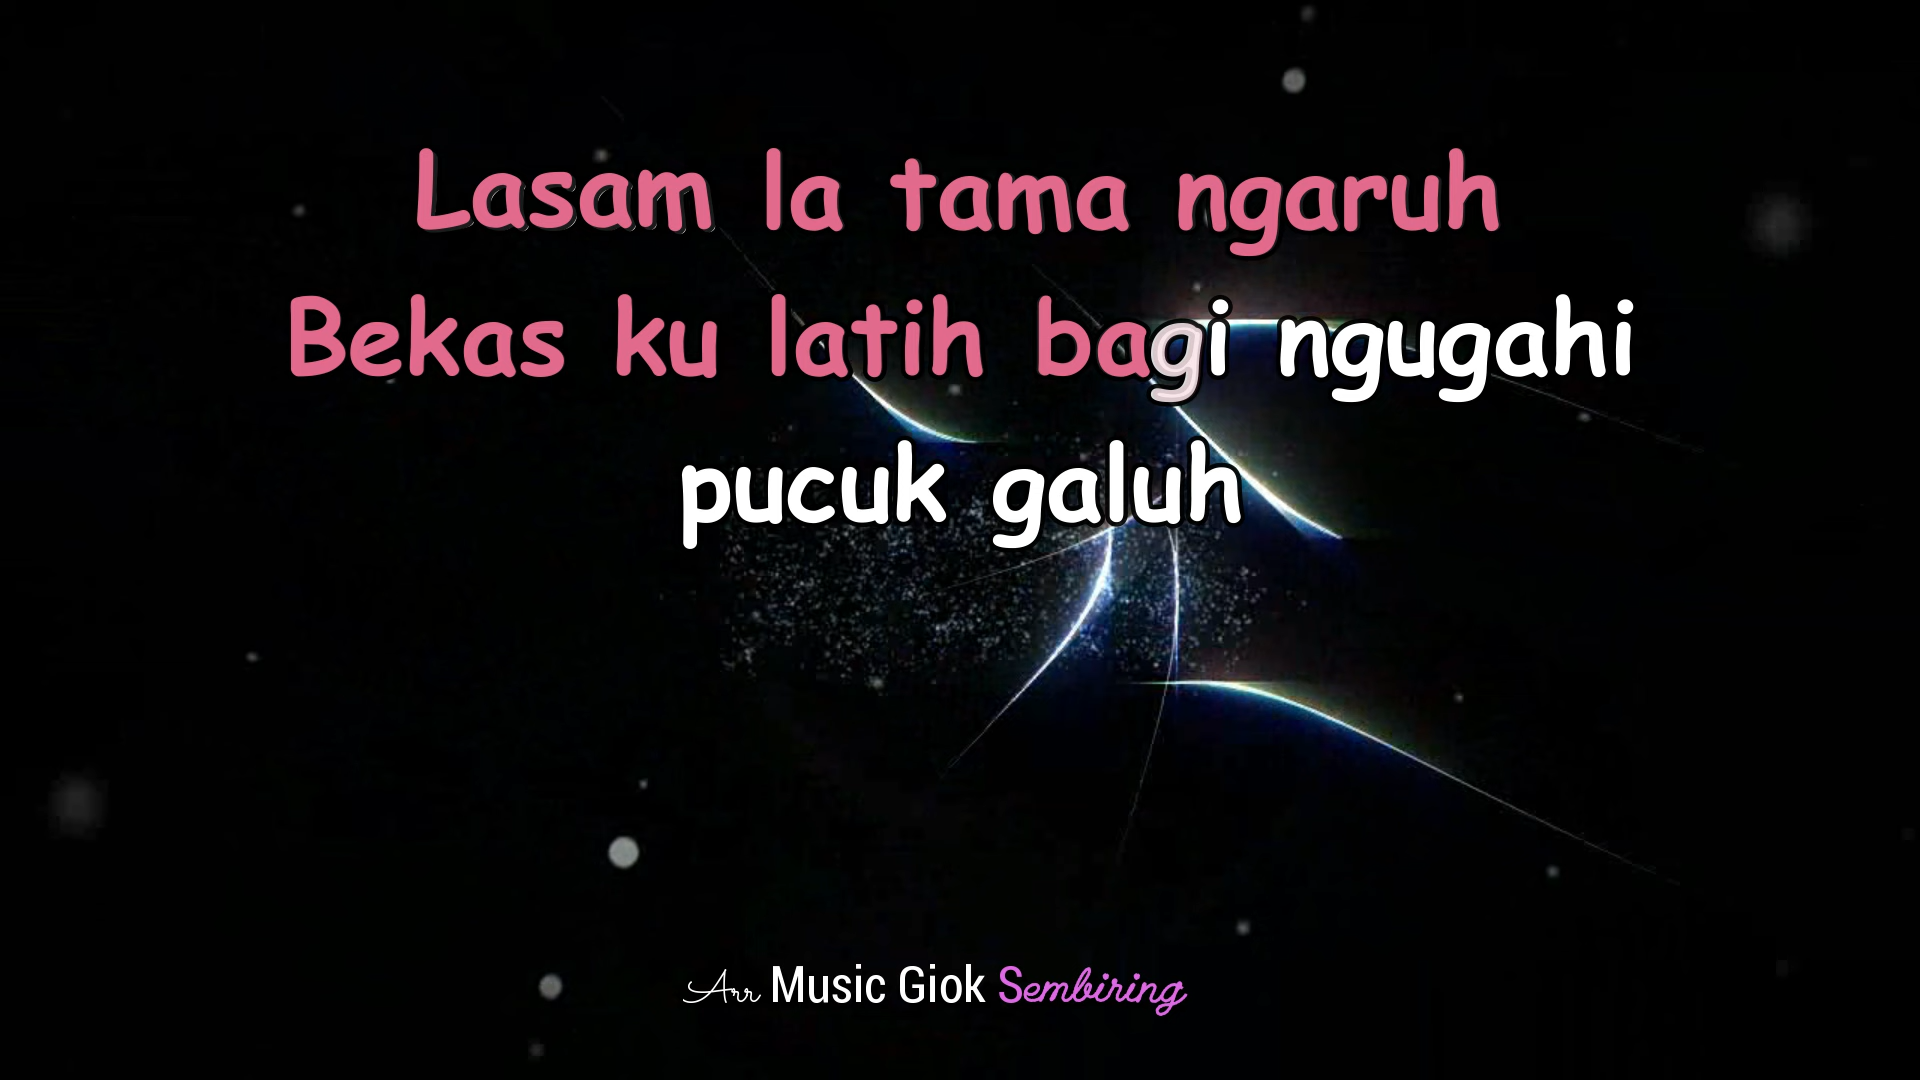 Lasam la tama ngaruh
Bekas ku latih bagi ngugahi
pucuk galuh
Arr Music Giok Sembiring